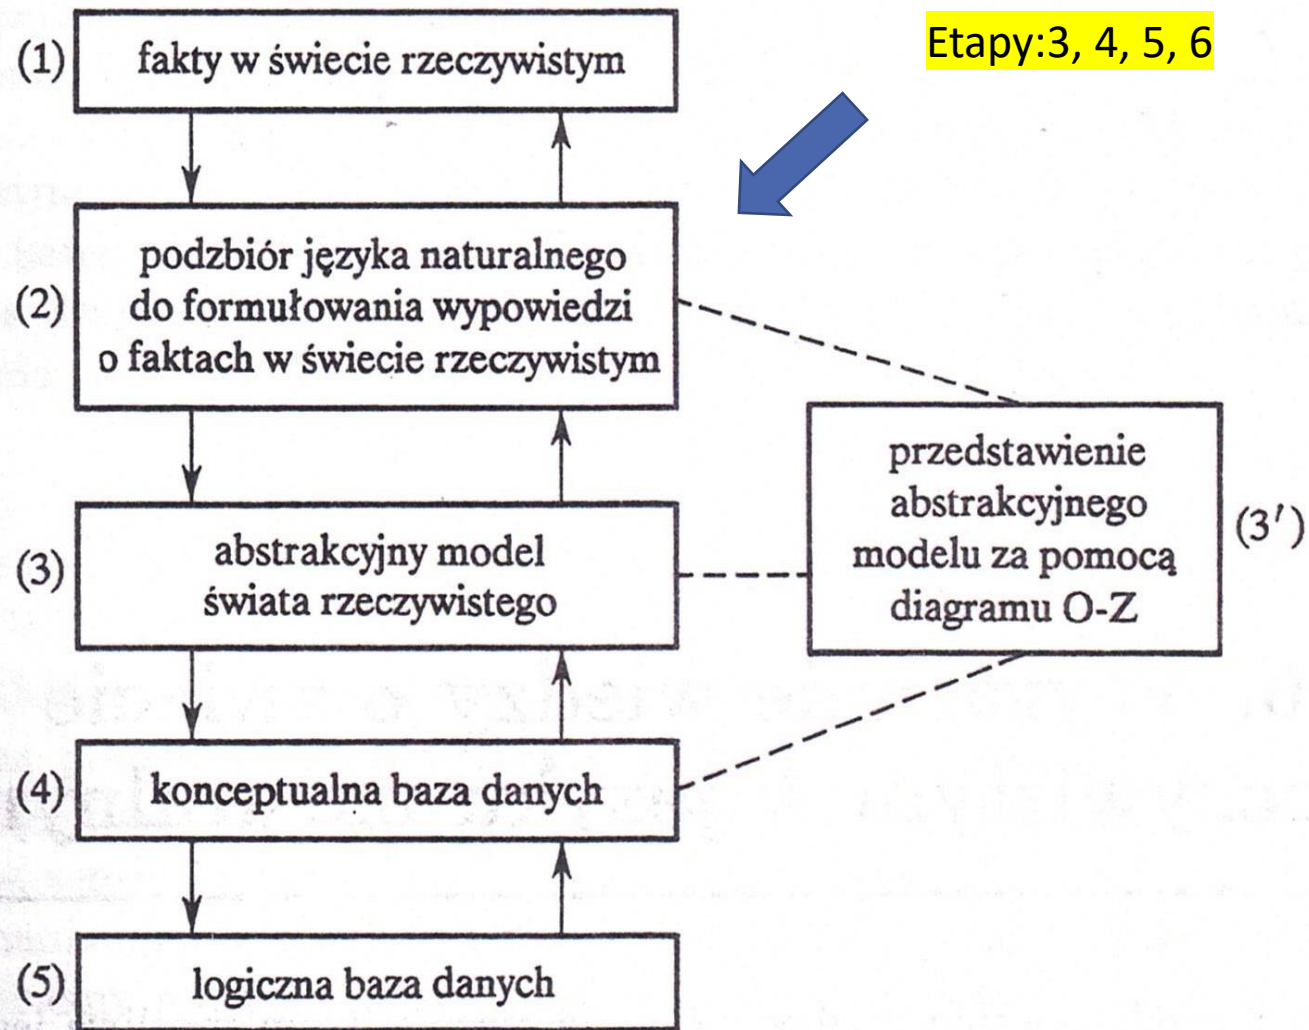 Etapy:3, 4, 5, 6
(1)
fakty w świecie rzeczywistym
(2)
podzbiór języka naturalnego
do formułowania wypowiedzi
o faktach w świecie rzeczywistym
(3)
abstrakcyjny model
świata rzeczywistego
przedstawienie
abstrakcyjnego
modelu za pomocą
diagramu O-Z
(3′)
(4)
konceptualna baza danych
(5)
logiczna baza danych